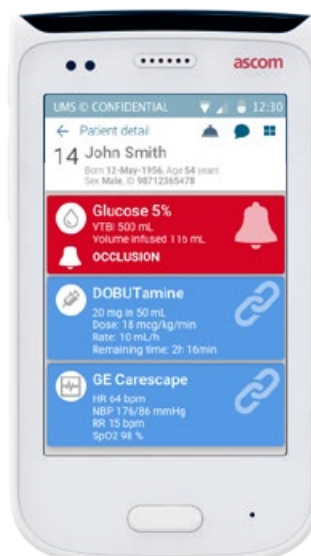 ascom
UMS © CONFIDENTIAL 12:30
Patient detail
14 John Smith
Born 12-May-1956, Age 54 years
Sex Male, ID 98712365478
Glucose 5%
VTBI 500 mL
Volume Infused 116 mL
OCCLUSION
DOBUTamine
20 mg in 50 mL
Dose: 18 mcg/kg/min
Rate: 10 mL/h
Remaining time: 2h 16min
GE Carescape
HR 64 bpm
NBP 176/86 mmHg
RR 15 bpm
SpO2 98 %